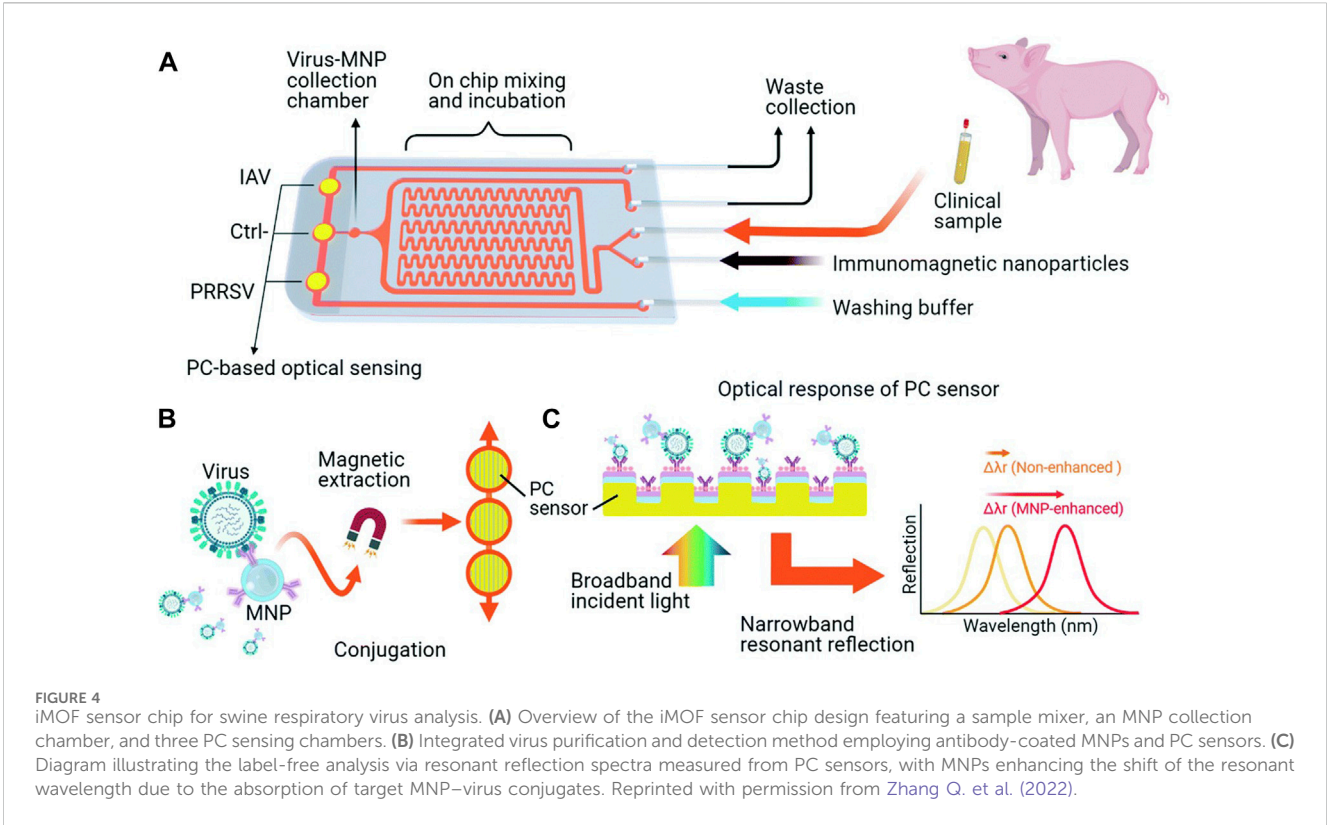 A
Virus-MNP
collection
chamber
On chip mixing
and incubation
Waste
collection
IAV
Ctrl-
PRRSV
PC-based optical sensing
Clinical
sample
Immunomagnetic nanoparticles
Washing buffer
B
Virus
Magnetic
extraction
MNP
Conjugation
PC
sensor
C
Optical response of PC sensor
Broadband
incident light
Narrowband
resonant reflection
Δλr (Non-enhanced )
Δλr (MNP-enhanced)
Reflection
Wavelength (nm)
FIGURE 4
iMOF sensor chip for swine respiratory virus analysis. (A) Overview of the iMOF sensor chip design featuring a sample mixer, an MNP collection
chamber, and three PC sensing chambers. (B) Integrated virus purification and detection method employing antibody-coated MNPs and PC sensors. (C)
Diagram illustrating the label-free analysis via resonant reflection spectra measured from PC sensors, with MNPs enhancing the shift of the resonant
wavelength due to the absorption of target MNP–virus conjugates. Reprinted with permission from Zhang Q. et al. (2022).